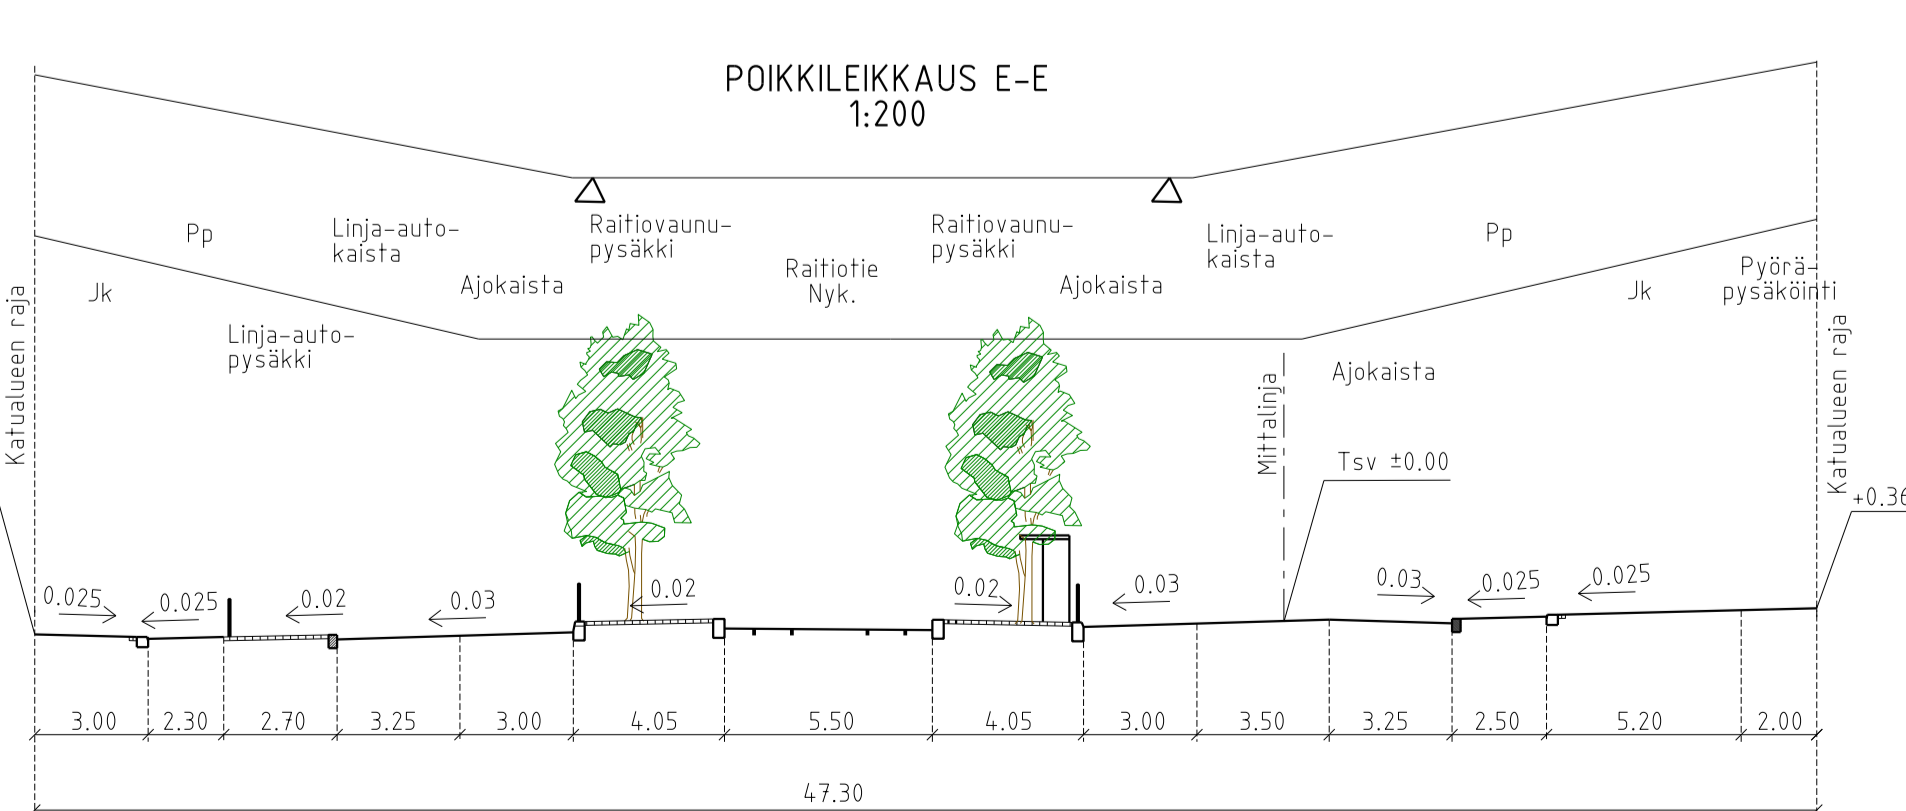 POIKKILEIKKAUS E-E
1:200
Pp
Linja-auto-
kaista
Raitiovaunu-
pysäkki
Raitiovaunu-
pysäkki
Linja-auto-
kaista
Pp
Jk
Ajokaista
Raitiotie
Nyk.
Ajokaista
Jk
Pyörä-
pysäköinti
Linja-auto-
pysäkki
Ajokaista
Katualueen raja
Mittalinja
Katualueen raja
Tsv ±0.00
+0.36
0.025
0.025
0.02
0.03
0.02
0.02
0.03
0.03
0.025
0.025
3.00
2.30
2.70
3.25
3.00
4.05
5.50
4.05
3.00
3.50
3.25
2.50
5.20
2.00
47.30